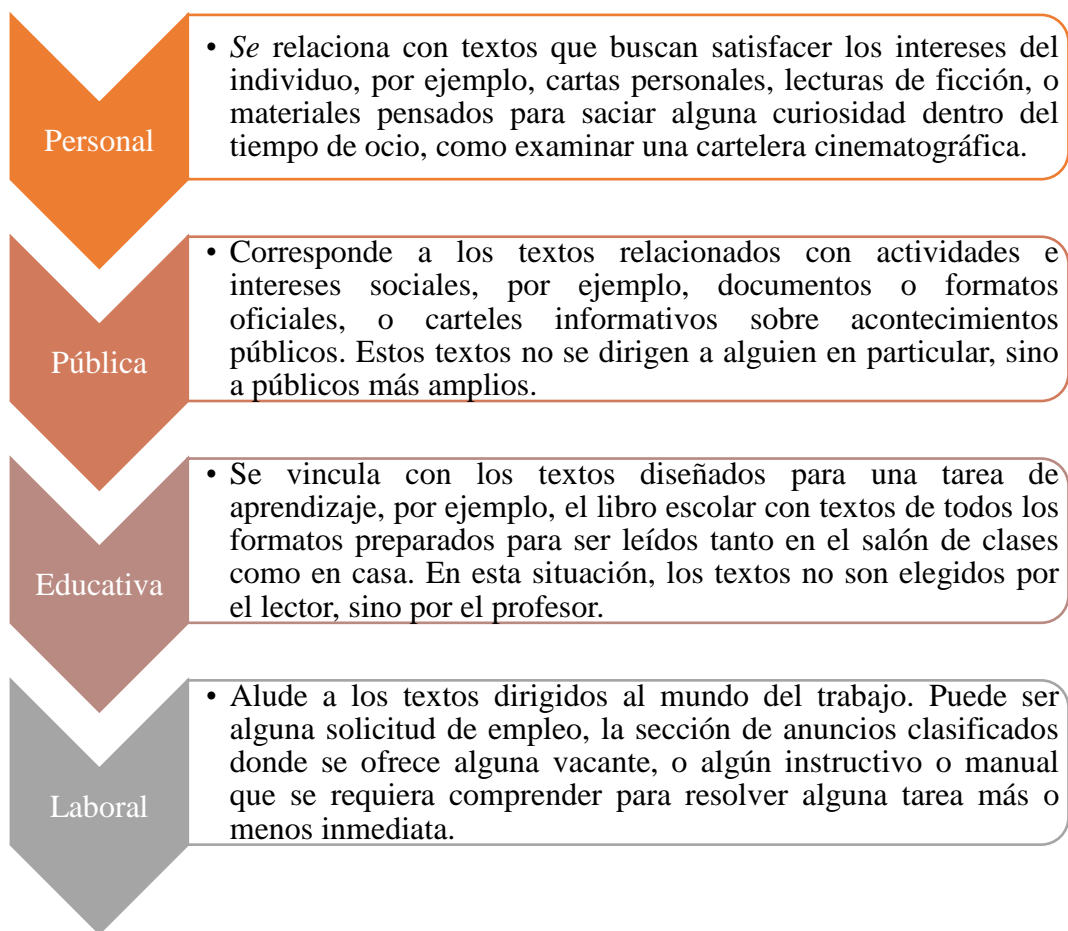 Personal
• Se relaciona con textos que buscan satisfacer los intereses del
individuo, por ejemplo, cartas personales, lecturas de ficción, o
materiales pensados para saciar alguna curiosidad dentro del
tiempo de ocio, como examinar una cartelera cinematográfica.
Pública
• Corresponde a los textos relacionados con actividades e
intereses sociales, por ejemplo, documentos o formatos
oficiales, o carteles informativos sobre acontecimientos
públicos. Estos textos no se dirigen a alguien en particular, sino
a públicos más amplios.
Educativa
• Se vincula con los textos diseñados para una tarea de
aprendizaje, por ejemplo, el libro escolar con textos de todos los
formatos preparados para ser leídos tanto en el salón de clases
como en casa. En esta situación, los textos no son elegidos por
el lector, sino por el profesor.
Laboral
• Alude a los textos dirigidos al mundo del trabajo. Puede ser
alguna solicitud de empleo, la sección de anuncios clasificados
donde se ofrece alguna vacante, o algún instructivo o manual
que se requiera comprender para resolver alguna tarea más o
menos inmediata.